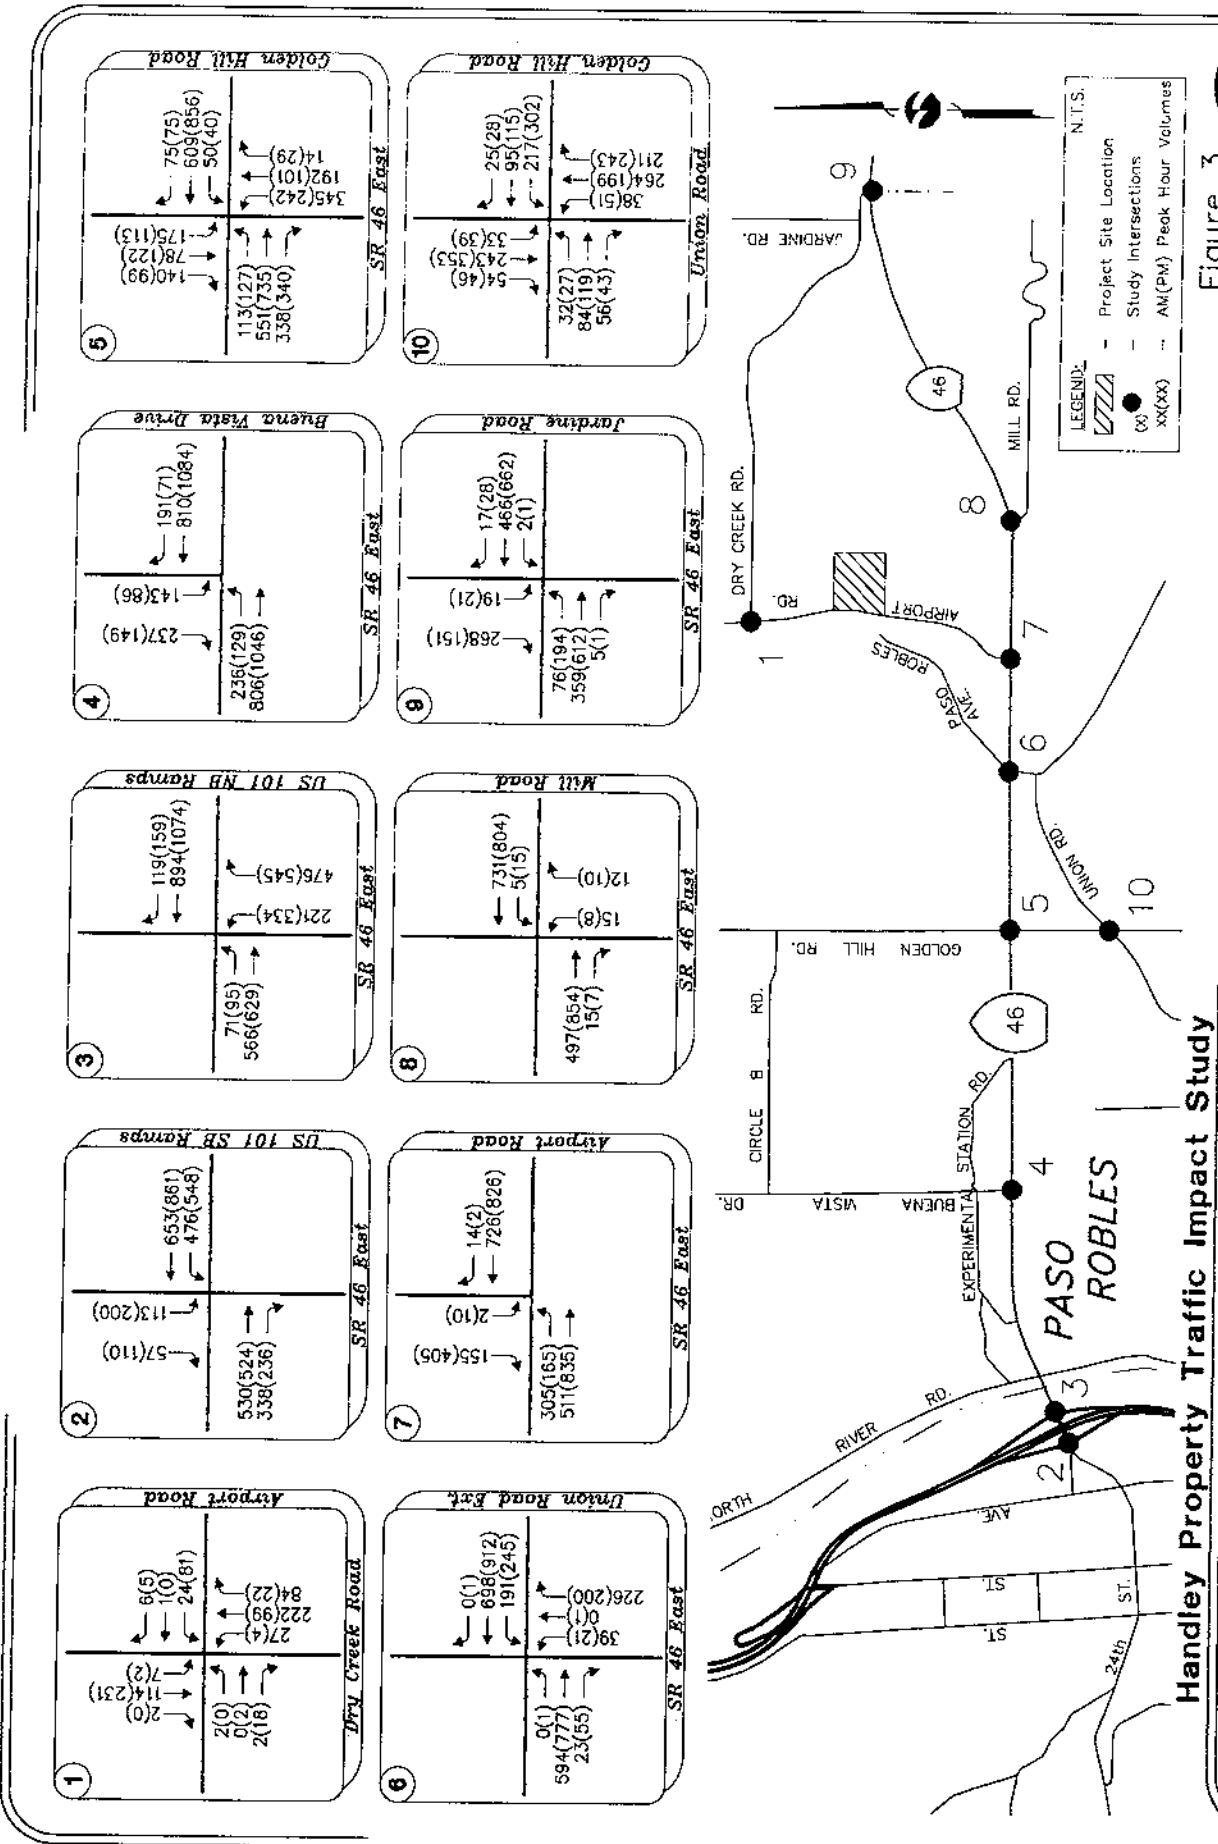 1
Airport Road
Dry Creek Road
6(5)
1(0)
24(81)
7(2)
114(231)
2(0)
2(0)
0(2)
2(18)
27(4)
222(99)
84(22)
2
US 101 SB Ramps
SR 46 East
653(861)
476(548)
113(200)
57(110)
530(524)
338(236)
3
US 101 NB Ramps
SR 46 East
119(159)
894(1074)
71(95)
566(629)
221(334)
476(545)
4
Buena Vista Drive
SR 46 East
191(71)
810(1084)
143(86)
237(149)
236(129)
806(1046)
5
Golden Hill Road
SR 46 East
75(75)
609(856)
50(40)
175(113)
78(122)
140(99)
113(127)
551(735)
338(340)
345(242)
192(101)
14(29)
6
Union Road Ext.
SR 46 East
0(1)
698(912)
191(245)
0(1)
594(777)
23(55)
39(21)
0(1)
226(200)
7
Airport Road
SR 46 East
14(2)
726(826)
2(10)
155(405)
305(165)
511(835)
8
Mill Road
SR 46 East
731(804)
5(15)
497(854)
15(7)
15(8)
12(10)
9
Jardine Road
SR 46 East
17(28)
466(662)
2(1)
19(21)
268(151)
76(194)
359(612)
5(1)
10
Golden Hill Road
Union Road
25(28)
95(115)
217(302)
33(39)
243(353)
54(46)
32(27)
84(119)
56(43)
38(51)
264(199)
211(243)
ORTH
RIVER
RD.
AVE.
ST.
ST.
24th
ST.
2
3
4
5
6
7
8
9
10
1
PASO
ROBLES
EXPERIMENTAL STATION RD.
BUENA VISTA DR.
CIRCLE B RD.
46
GOLDEN HILL RD.
UNION RD.
PASO ROBLES
AVE.
AIRPORT RD.
DRY CREEK RD.
JARDINE RD.
46
MILL RD.
LEGEND:
N.T.S.
- Project Site Location
(X) - Study Intersections
XX(XX) - AM(PM) Peak Hour Volumes
Handley Property Traffic Impact Study
Figure 3